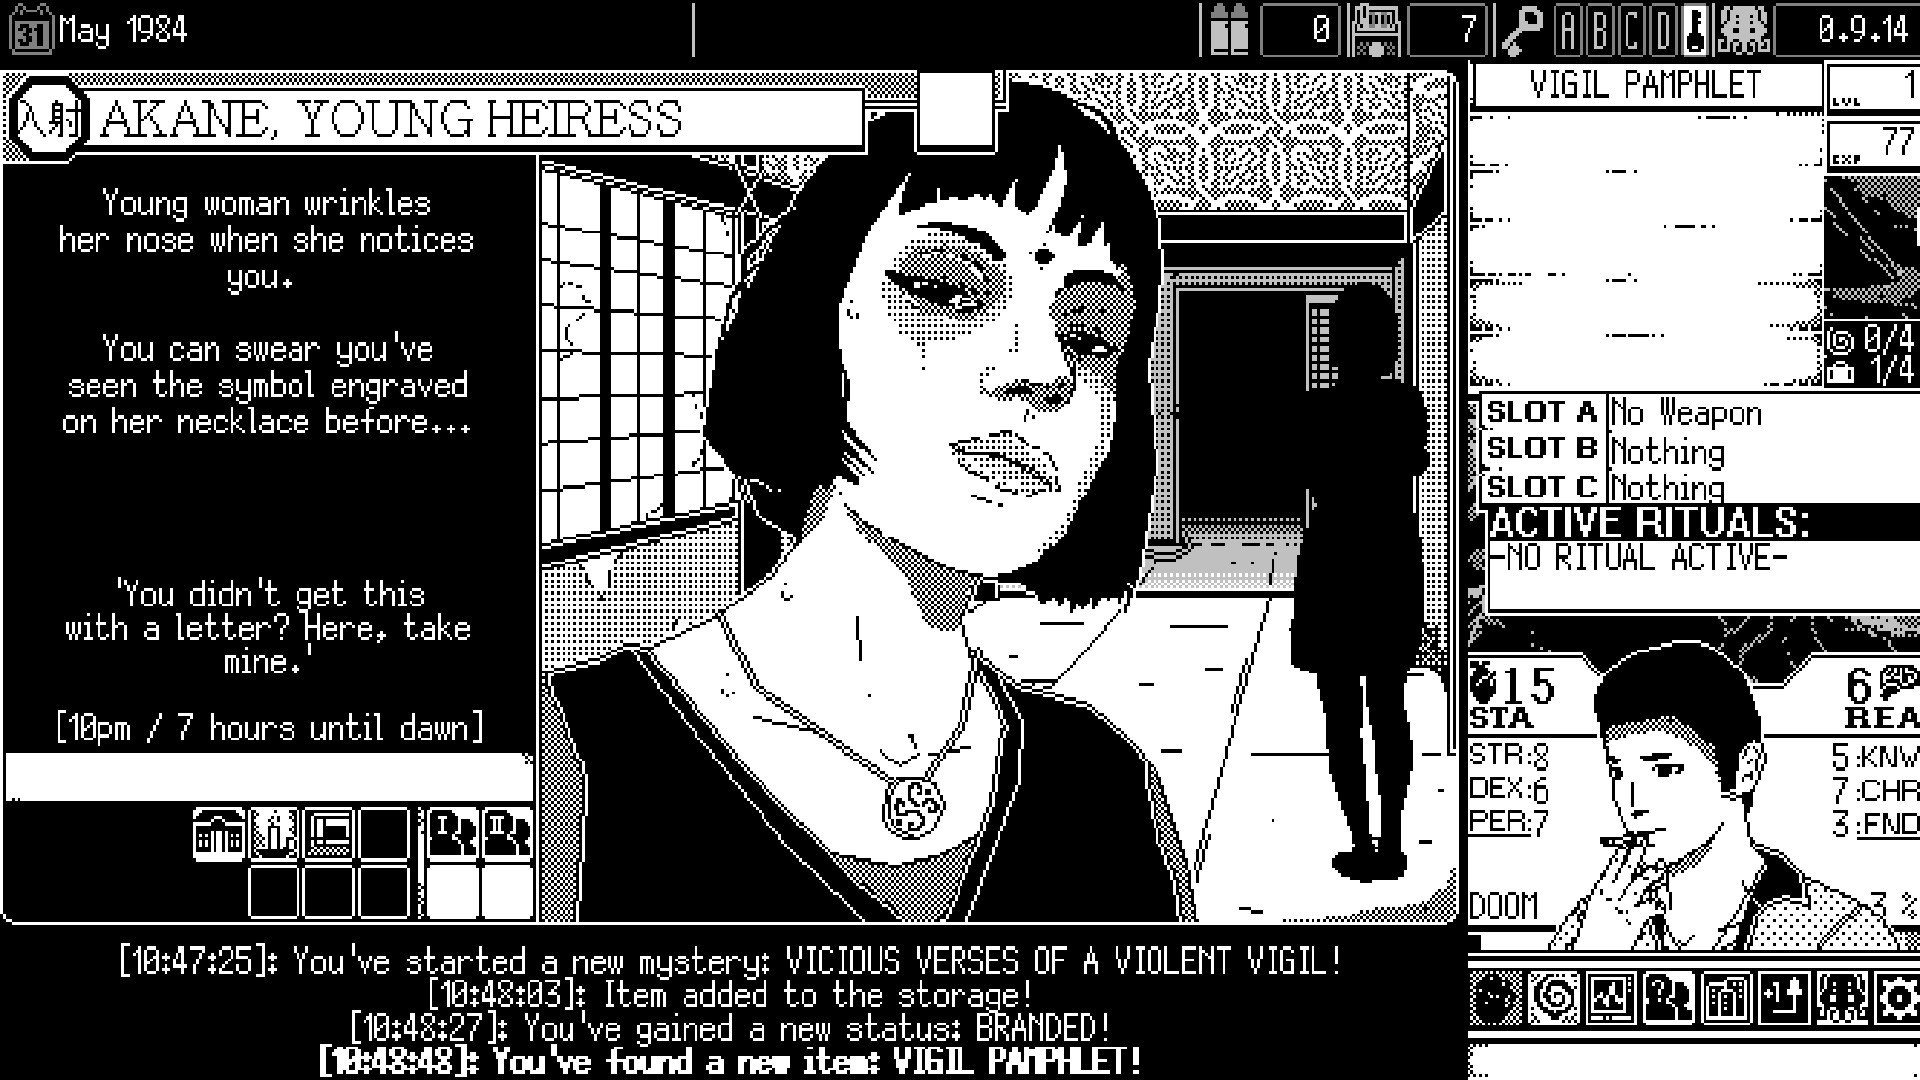 31
May 1984
0
7
A B C D
0.9.14
入射
AKANE, YOUNG HEIRESS
Young woman wrinkles
her nose when she notices
you.
You can swear you've
seen the symbol engraved
on her necklace before...
'You didn't get this
with a letter? Here, take
mine.'
[10pm / 7 hours until dawn]
I II
[10:47:25]: You've started a new mystery: VICIOUS VERSES OF A VIOLENT VIGIL!
[10:48:03]: Item added to the storage!
[10:48:27]: You've gained a new status: BRANDED!
[10:48:48]: You've found a new item: VIGIL PAMPHLET!
VIGIL PAMPHLET
LVL 1
EXP 77
0/4
1/4
SLOT A No Weapon
SLOT B Nothing
SLOT C Nothing
ACTIVE RITUALS:
-NO RITUAL ACTIVE-
15
STA
6
REA
STR:8
DEX:6
PER:7
5:KNW
7:CHR
3:FND
DOOM
3 %